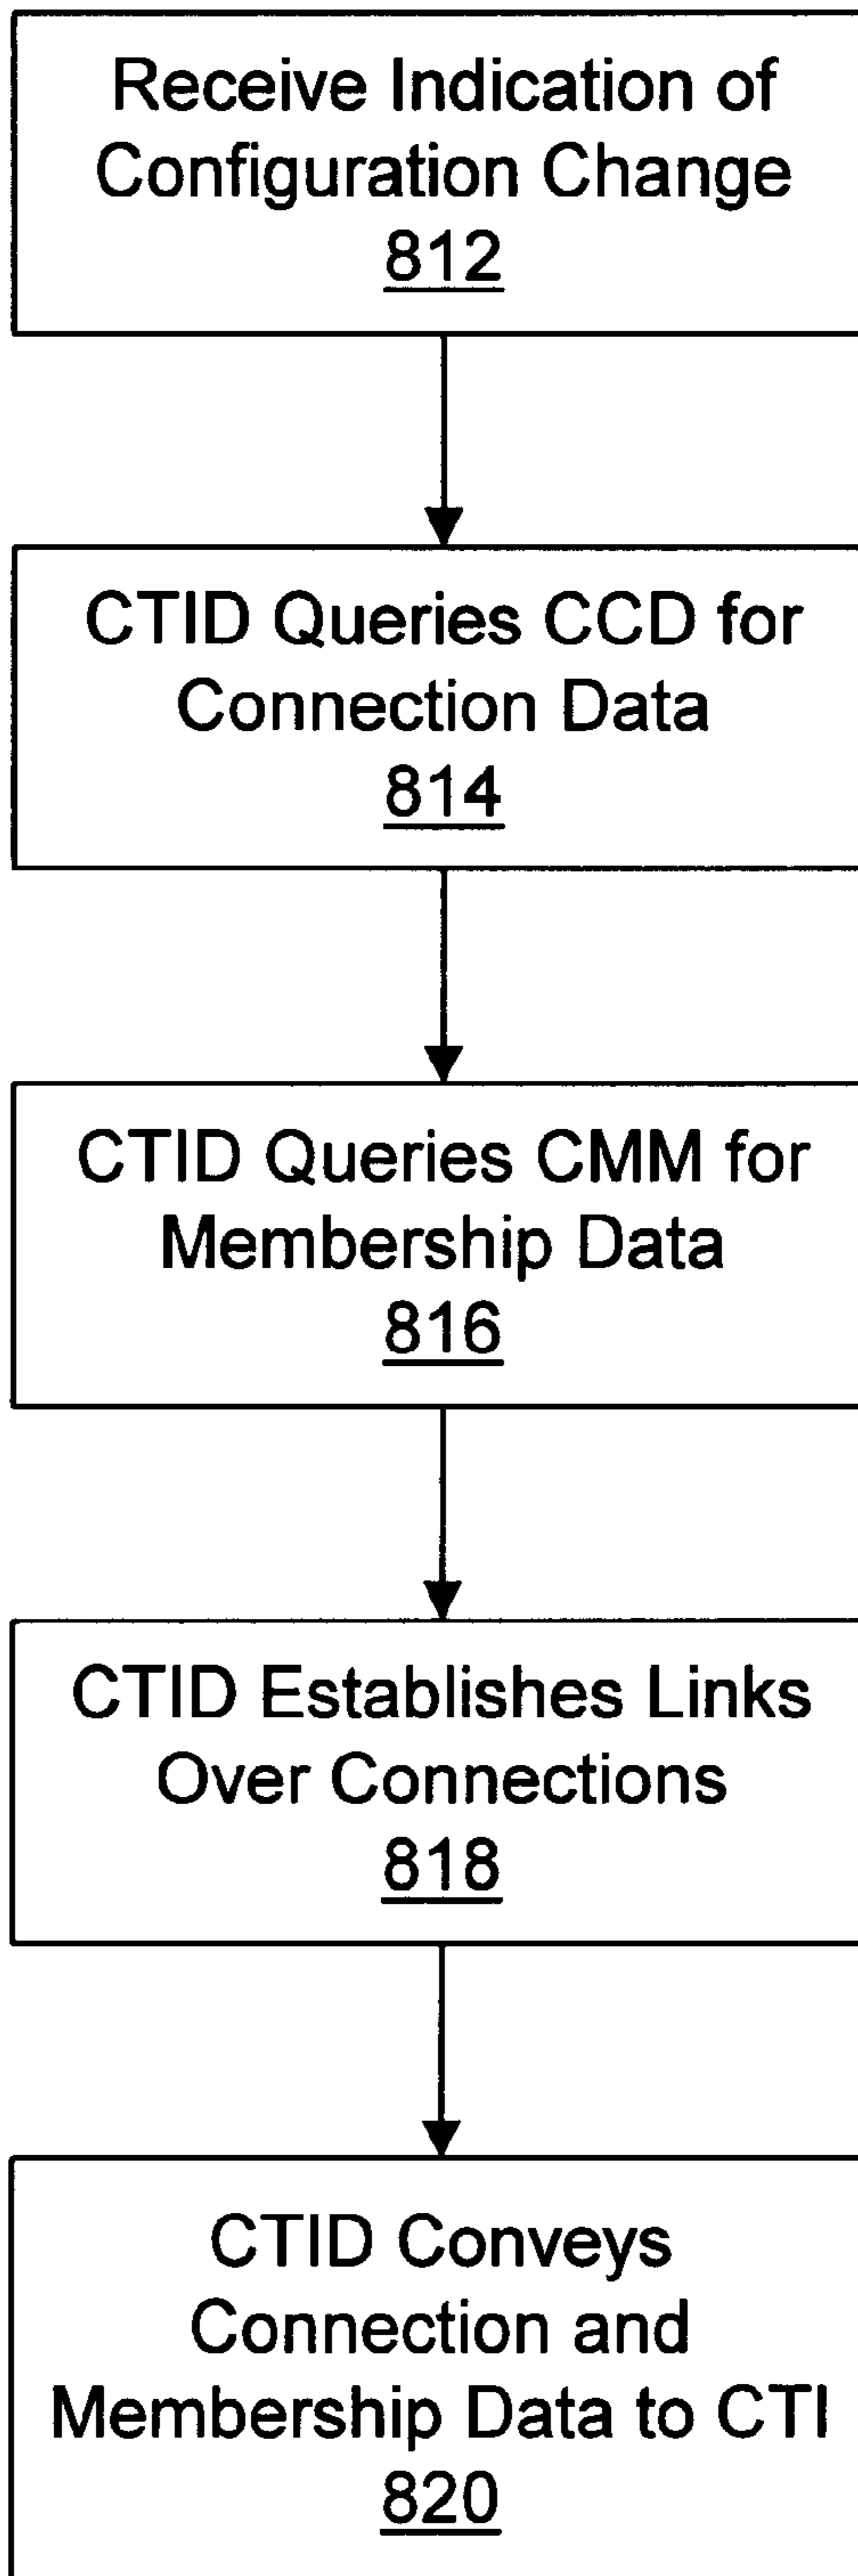 Receive Indication of
Configuration Change
812
CTID Queries CCD for
Connection Data
814
CTID Queries CMM for
Membership Data
816
CTID Establishes Links
Over Connections
818
CTID Conveys
Connection and
Membership Data to CTI
820